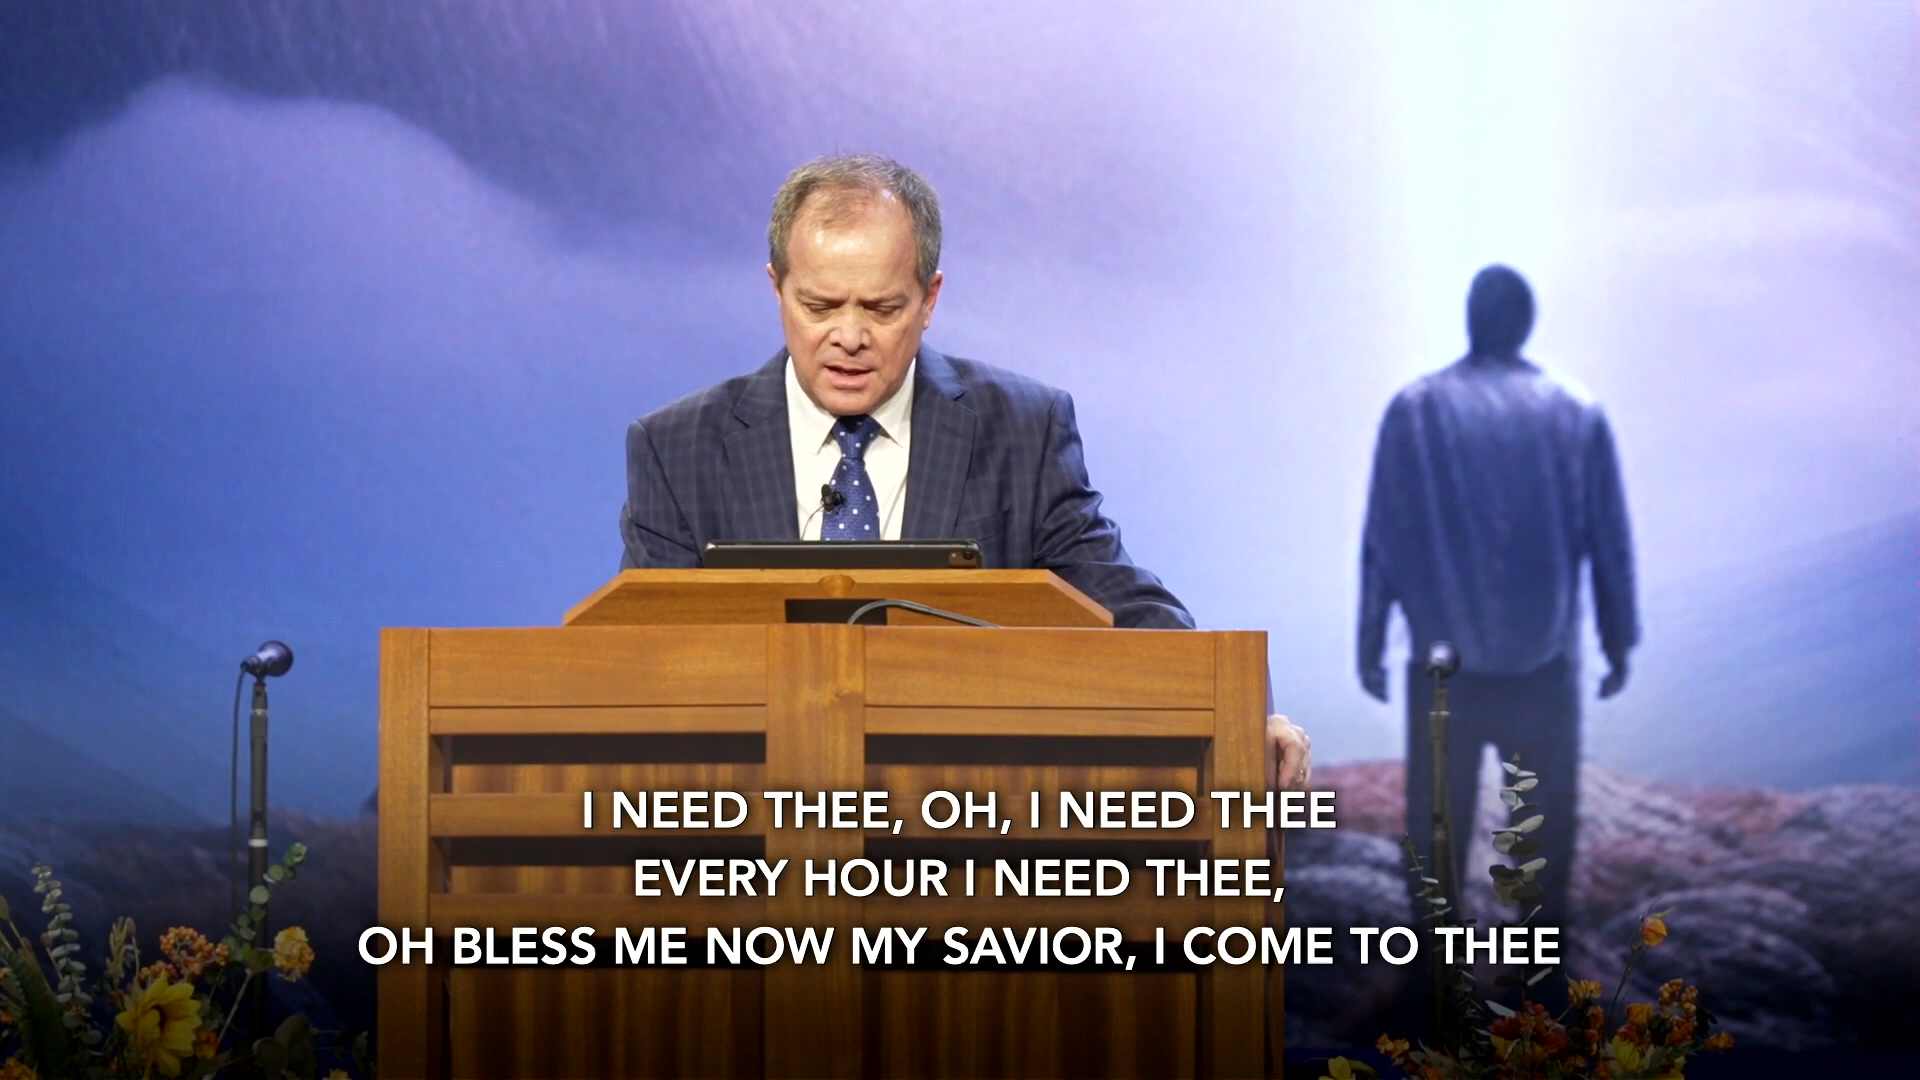 I NEED THEE, OH, I NEED THEE
EVERY HOUR I NEED THEE,
OH BLESS ME NOW MY SAVIOR, I COME TO THEE